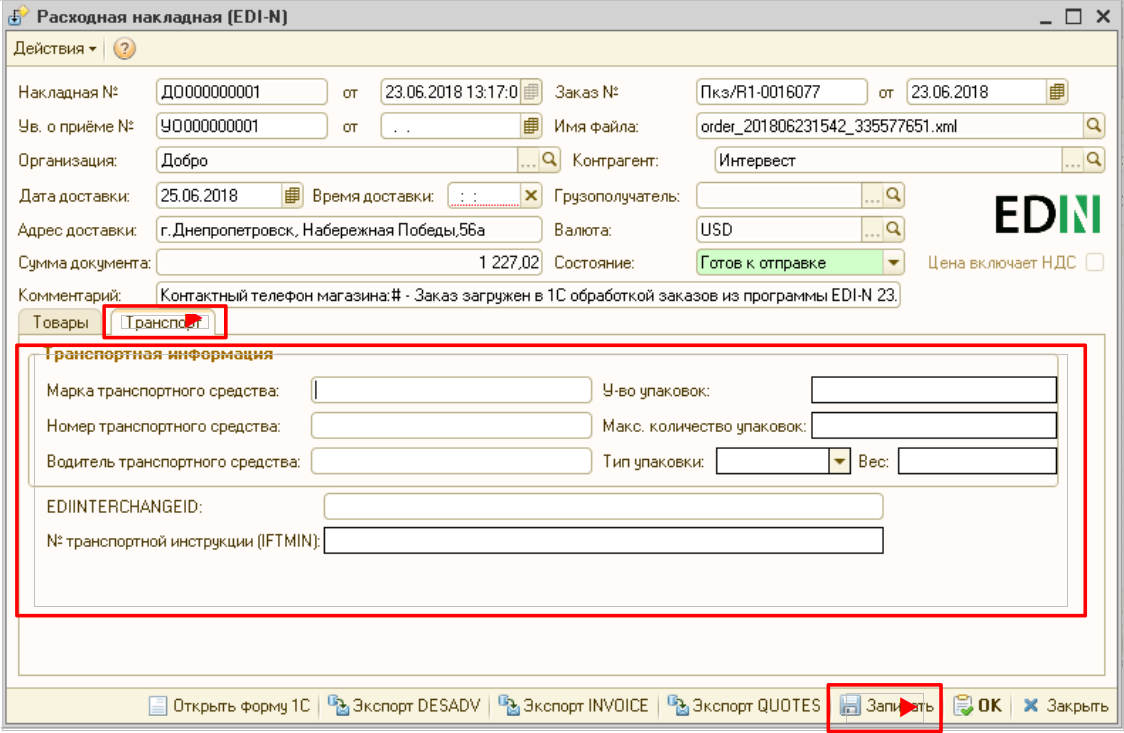 Расходная накладная (EDI-N)
Действия
Накладная № ДО000000001 от 23.06.2018 13:17:0 Заказ № Пкз/R1-0016077 от 23.06.2018
Ув. о приёме № УО000000001 от . . Имя файла: order_201806231542_335577651.xml
Организация: Добро ... Контрагент: Интервест ...
Дата доставки: 25.06.2018 Время доставки: : : Грузополучатель: ...
EDIN
Адрес доставки: г.Днепропетровск, Набережная Победы,56а Валюта: USD ...
Сумма документа: 1 227,02 Состояние: Готов к отправке Цена включает НДС
Комментарий: Контактный телефон магазина:# - Заказ загружен в 1С обработкой заказов из программы EDI-N 23.
Товары Транспорт
Транспортная информация
Марка транспортного средства: У-во упаковок:
Номер транспортного средства: Макс. количество упаковок:
Водитель транспортного средства: Тип упаковки: Вес:
EDIINTERCHANGEID:
№ транспортной инструкции (IFTMIN):
Открыть форму 1С Экспорт DESADV Экспорт INVOICE Экспорт QUOTES Записать OK Закрыть